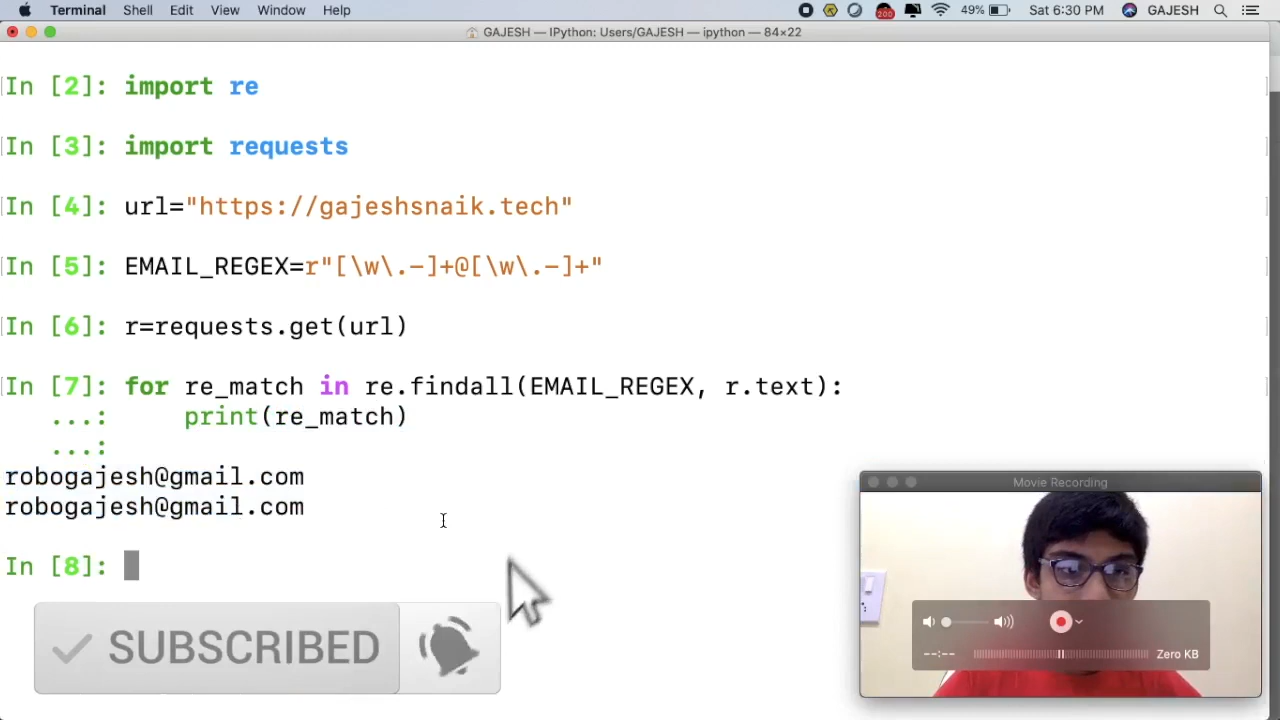 Terminal Shell Edit View Window Help 200 49% Sat 6:30 PM GAJESH
GAJESH — IPython: Users/GAJESH — ipython — 84×22
In [2]: import re
In [3]: import requests
In [4]: url="https://gajeshsnaik.tech"
In [5]: EMAIL_REGEX=r"[\w\.-]+@[\w\.-]+"
In [6]: r=requests.get(url)
In [7]: for re_match in re.findall(EMAIL_REGEX, r.text):
...: print(re_match)
...:
robogajesh@gmail.com
robogajesh@gmail.com
In [8]:
Movie Recording
--:-- Zero KB
SUBSCRIBED